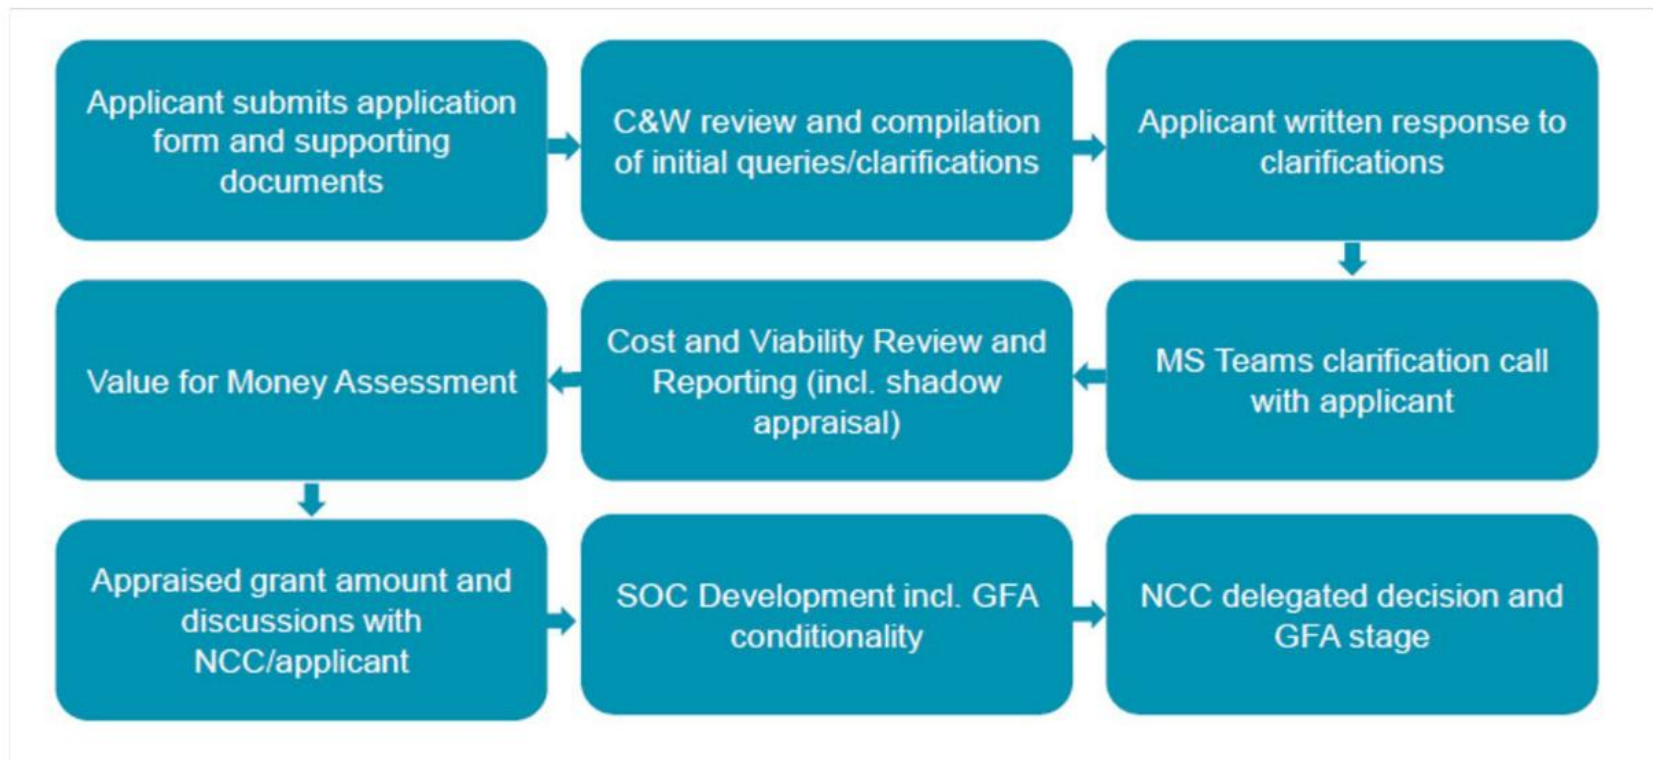 Applicant submits application
form and supporting
documents
C&W review and compilation
of initial queries/clarifications
Applicant written response to
clarifications
MS Teams clarification call
with applicant
Cost and Viability Review and
Reporting (incl. shadow
appraisal)
Value for Money Assessment
Appraised grant amount and
discussions with
NCC/applicant
SOC Development incl. GFA
conditionality
NCC delegated decision and
GFA stage